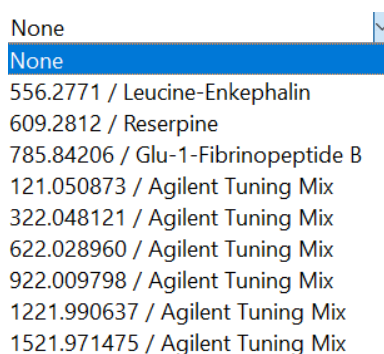 None
None
556.2771 / Leucine-Enkephalin
609.2812 / Reserpine
785.84206 / Glu-1-Fibrinopeptide B
121.050873 / Agilent Tuning Mix
322.048121 / Agilent Tuning Mix
622.028960 / Agilent Tuning Mix
922.009798 / Agilent Tuning Mix
1221.990637 / Agilent Tuning Mix
1521.971475 / Agilent Tuning Mix